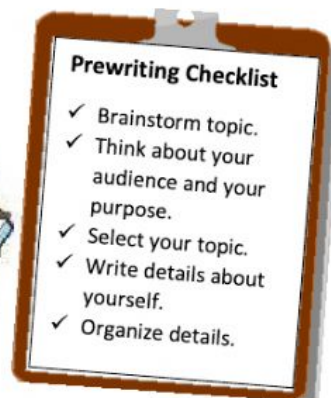 Prewriting Checklist
✓ Brainstorm topic.
✓ Think about your
audience and your
purpose.
✓ Select your topic.
✓ Write details about
yourself.
✓ Organize details.